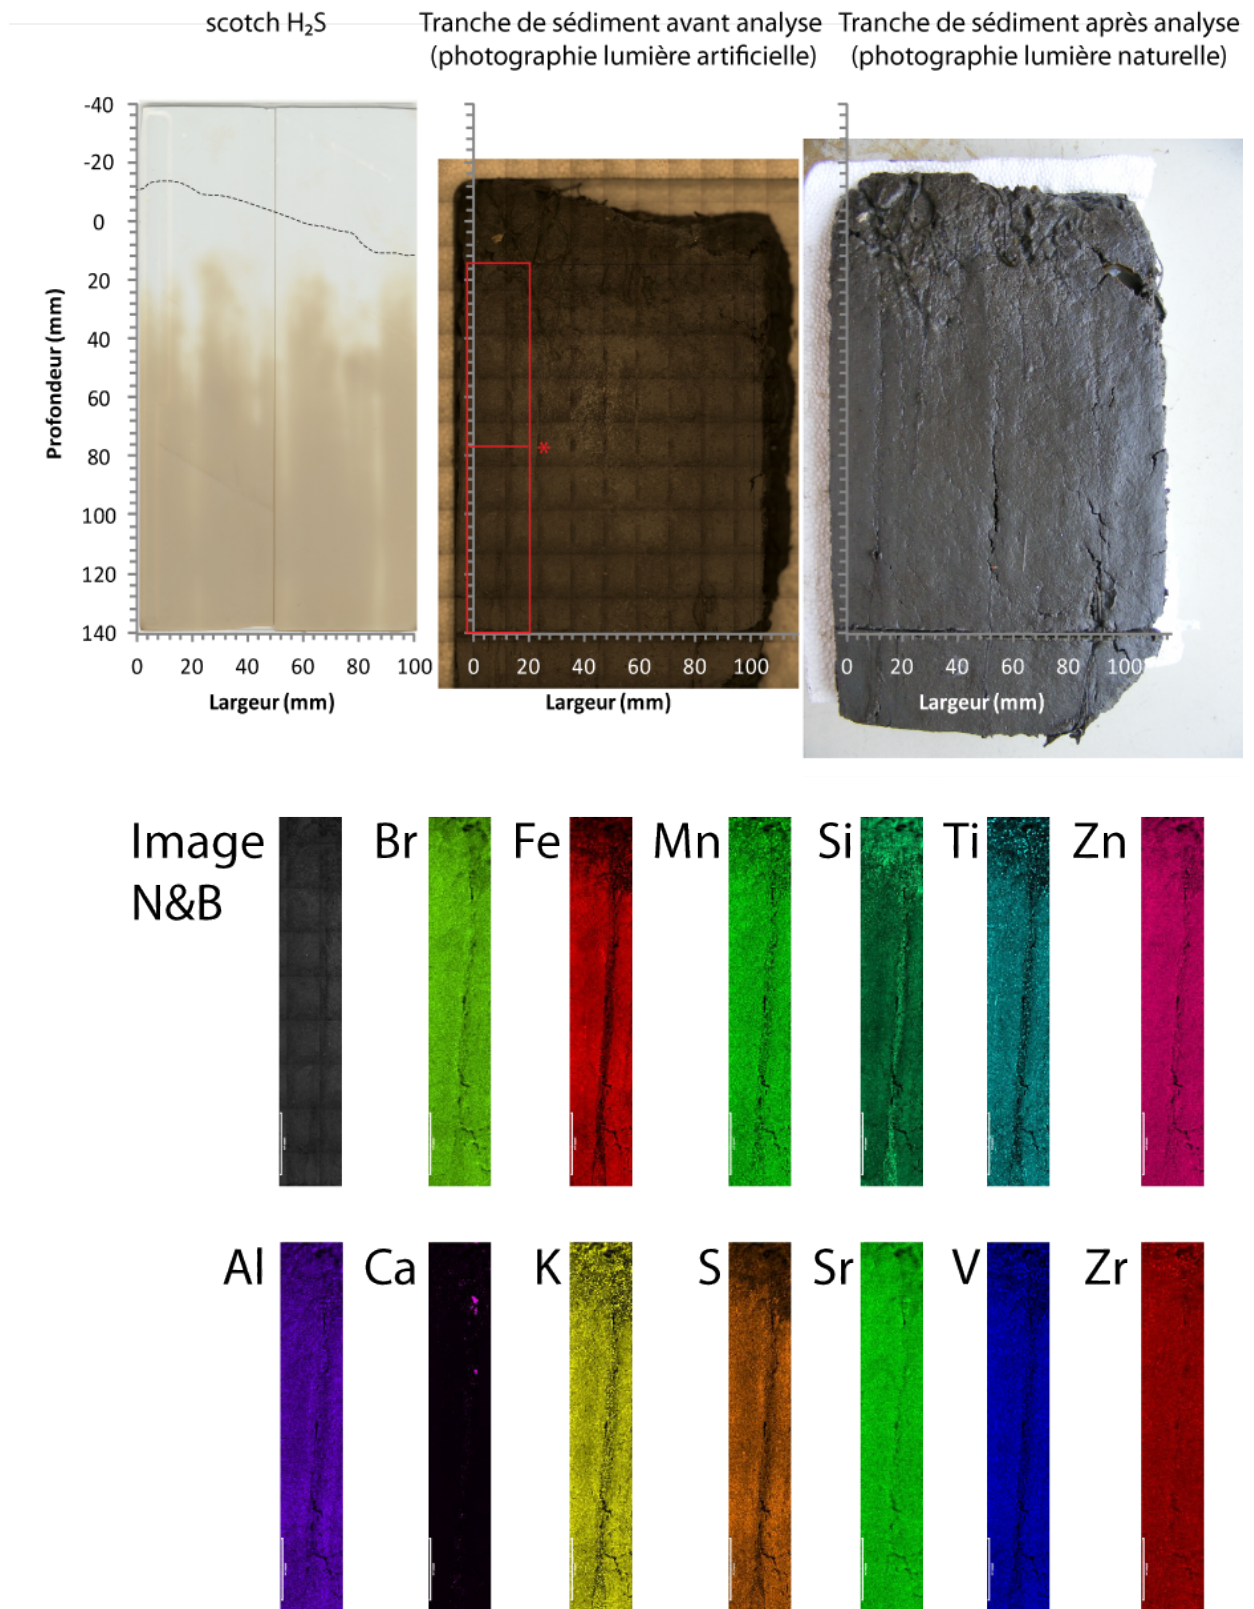 scotch H₂S
Tranche de sédiment avant analyse
(photographie lumière artificielle)
Tranche de sédiment après analyse
(photographie lumière naturelle)
Profondeur (mm)
-40
-20
0
20
40
60
80
100
120
140
0 20 40 60 80 100
Largeur (mm)
*
0 20 40 60 80 100
Largeur (mm)
0 20 40 60 80 100
Largeur (mm)
Image
N&B
Br
Fe
Mn
Si
Ti
Zn
Al
Ca
K
S
Sr
V
Zr